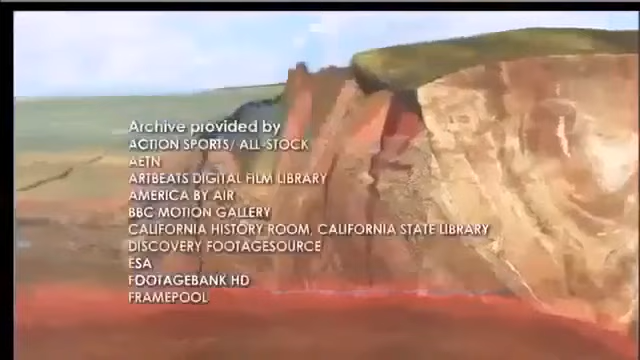 Archive provided by
ACTION SPORTS/ ALL-STOCK
AETN
ARTBEATS DIGITAL FILM LIBRARY
AMERICA BY AIR
BBC MOTION GALLERY
CALIFORNIA HISTORY ROOM, CALIFORNIA STATE LIBRARY
DISCOVERY FOOTAGESOURCE
ESA
FOOTAGEBANK HD
FRAMEPOOL